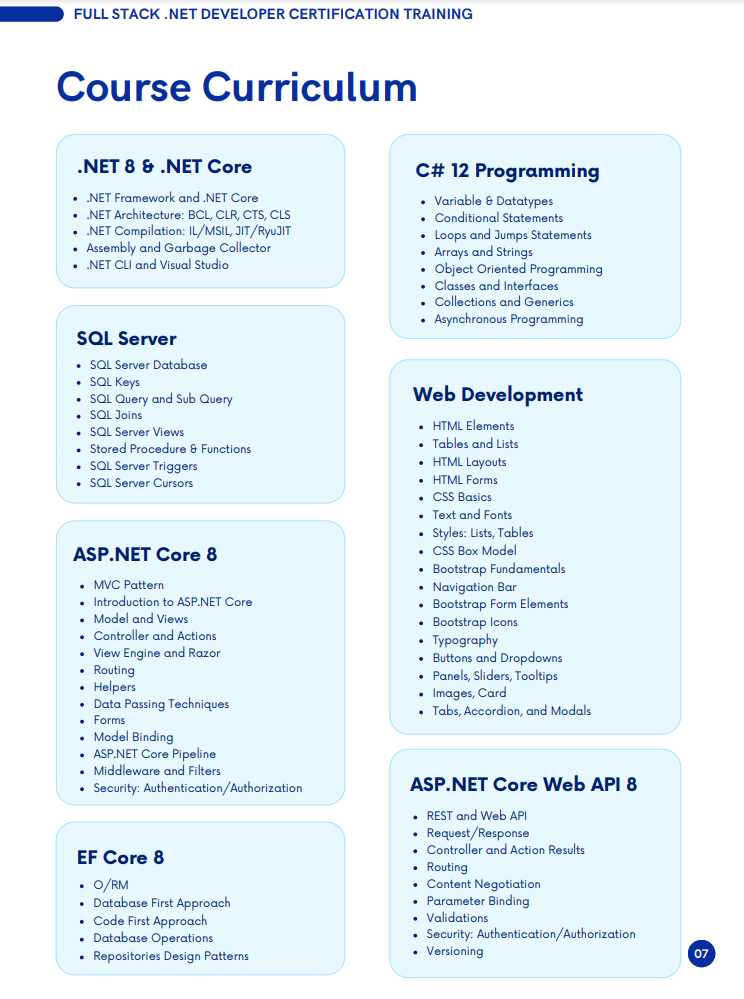 FULL STACK .NET DEVELOPER CERTIFICATION TRAINING
Course Curriculum
.NET 8 & .NET Core
• .NET Framework and .NET Core
• .NET Architecture: BCL, CLR, CTS, CLS
• .NET Compilation: IL/MSIL, JIT/RyuJIT
• Assembly and Garbage Collector
• .NET CLI and Visual Studio
SQL Server
• SQL Server Database
• SQL Keys
• SQL Query and Sub Query
• SQL Joins
• SQL Server Views
• Stored Procedure & Functions
• SQL Server Triggers
• SQL Server Cursors
ASP.NET Core 8
• MVC Pattern
• Introduction to ASP.NET Core
• Model and Views
• Controller and Actions
• View Engine and Razor
• Routing
• Helpers
• Data Passing Techniques
• Forms
• Model Binding
• ASP.NET Core Pipeline
• Middleware and Filters
• Security: Authentication/Authorization
EF Core 8
• O/RM
• Database First Approach
• Code First Approach
• Database Operations
• Repositories Design Patterns
C# 12 Programming
• Variable & Datatypes
• Conditional Statements
• Loops and Jumps Statements
• Arrays and Strings
• Object Oriented Programming
• Classes and Interfaces
• Collections and Generics
• Asynchronous Programming
Web Development
• HTML Elements
• Tables and Lists
• HTML Layouts
• HTML Forms
• CSS Basics
• Text and Fonts
• Styles: Lists, Tables
• CSS Box Model
• Bootstrap Fundamentals
• Navigation Bar
• Bootstrap Form Elements
• Bootstrap Icons
• Typography
• Buttons and Dropdowns
• Panels, Sliders, Tooltips
• Images, Card
• Tabs, Accordion, and Modals
ASP.NET Core Web API 8
• REST and Web API
• Request/Response
• Controller and Action Results
• Routing
• Content Negotiation
• Parameter Binding
• Validations
• Security: Authentication/Authorization
• Versioning
07